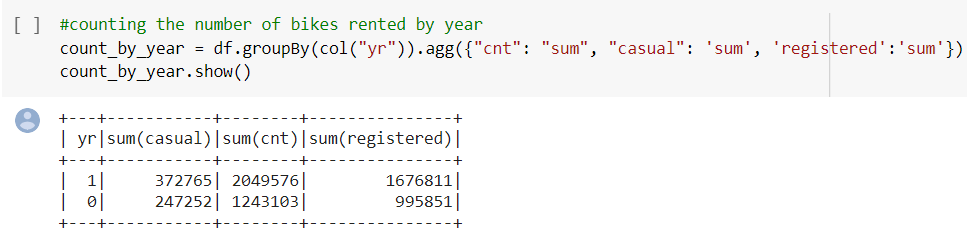 [ ] #counting the number of bikes rented by year
count_by_year = df.groupBy(col("yr")).agg({"cnt": "sum", "casual": 'sum', 'registered':'sum'})
count_by_year.show()
+---+-----------+--------+---------------+
| yr|sum(casual)|sum(cnt)|sum(registered)|
+---+-----------+--------+---------------+
|  1|     372765| 2049576|        1676811|
|  0|     247252| 1243103|         995851|
+---+-----------+--------+---------------+